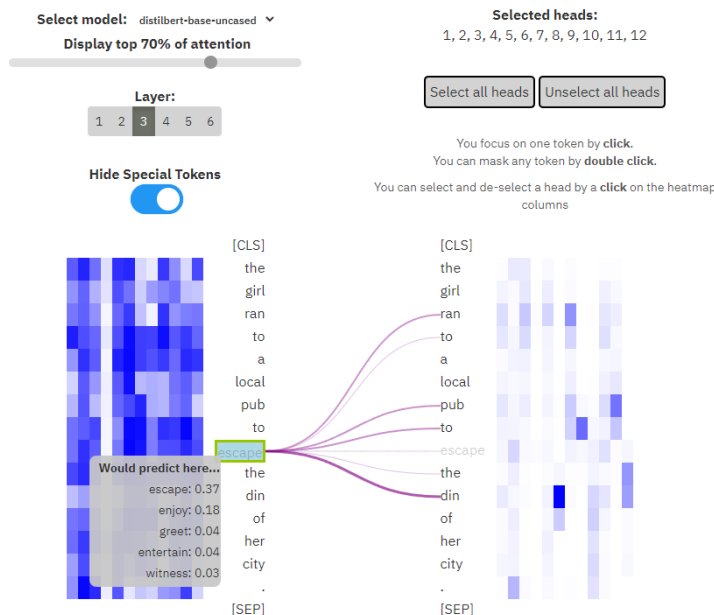 Select model: distilbert-base-uncased
Display top 70% of attention
Layer:
1 2 3 4 5 6
Hide Special Tokens
Selected heads:
1, 2, 3, 4, 5, 6, 7, 8, 9, 10, 11, 12
Select all heads Unselect all heads
You focus on one token by click.
You can mask any token by double click.
You can select and de-select a head by a click on the heatmap
columns
[CLS] [CLS]
the the
girl girl
ran ran
to to
a a
local local
pub pub
to to
escape escape
Would predict here...
escape: 0.37
enjoy: 0.18
greet: 0.04
entertain: 0.04
witness: 0.03
the the
din din
of of
her her
city city
. .
[SEP] [SEP]